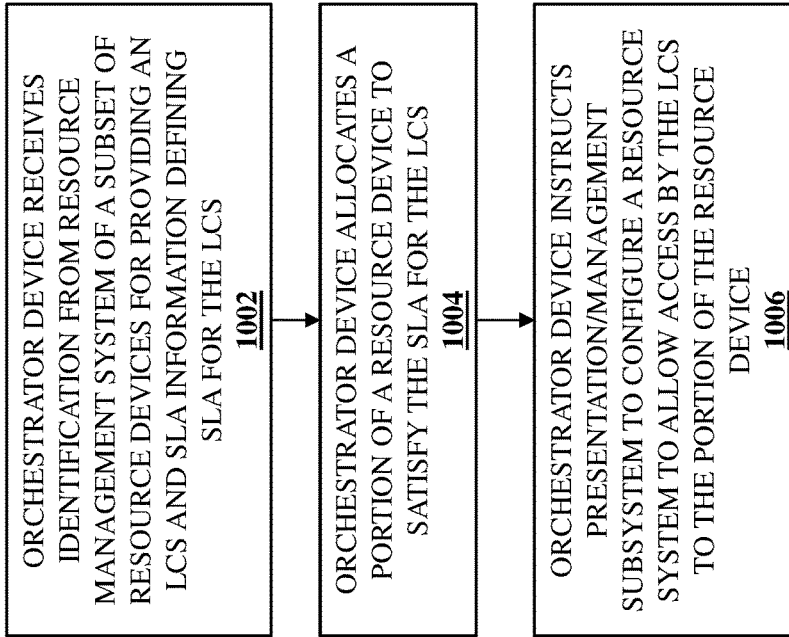 ORCHESTRATOR DEVICE RECEIVES
IDENTIFICATION FROM RESOURCE
MANAGEMENT SYSTEM OF A SUBSET OF
RESOURCE DEVICES FOR PROVIDING AN
LCS AND SLA INFORMATION DEFINING
SLA FOR THE LCS
1002
ORCHESTRATOR DEVICE ALLOCATES A
PORTION OF A RESOURCE DEVICE TO
SATISFY THE SLA FOR THE LCS
1004
ORCHESTRATOR DEVICE INSTRUCTS
PRESENTATION/MANAGEMENT
SUBSYSTEM TO CONFIGURE A RESOURCE
SYSTEM TO ALLOW ACCESS BY THE LCS
TO THE PORTION OF THE RESOURCE
DEVICE
1006